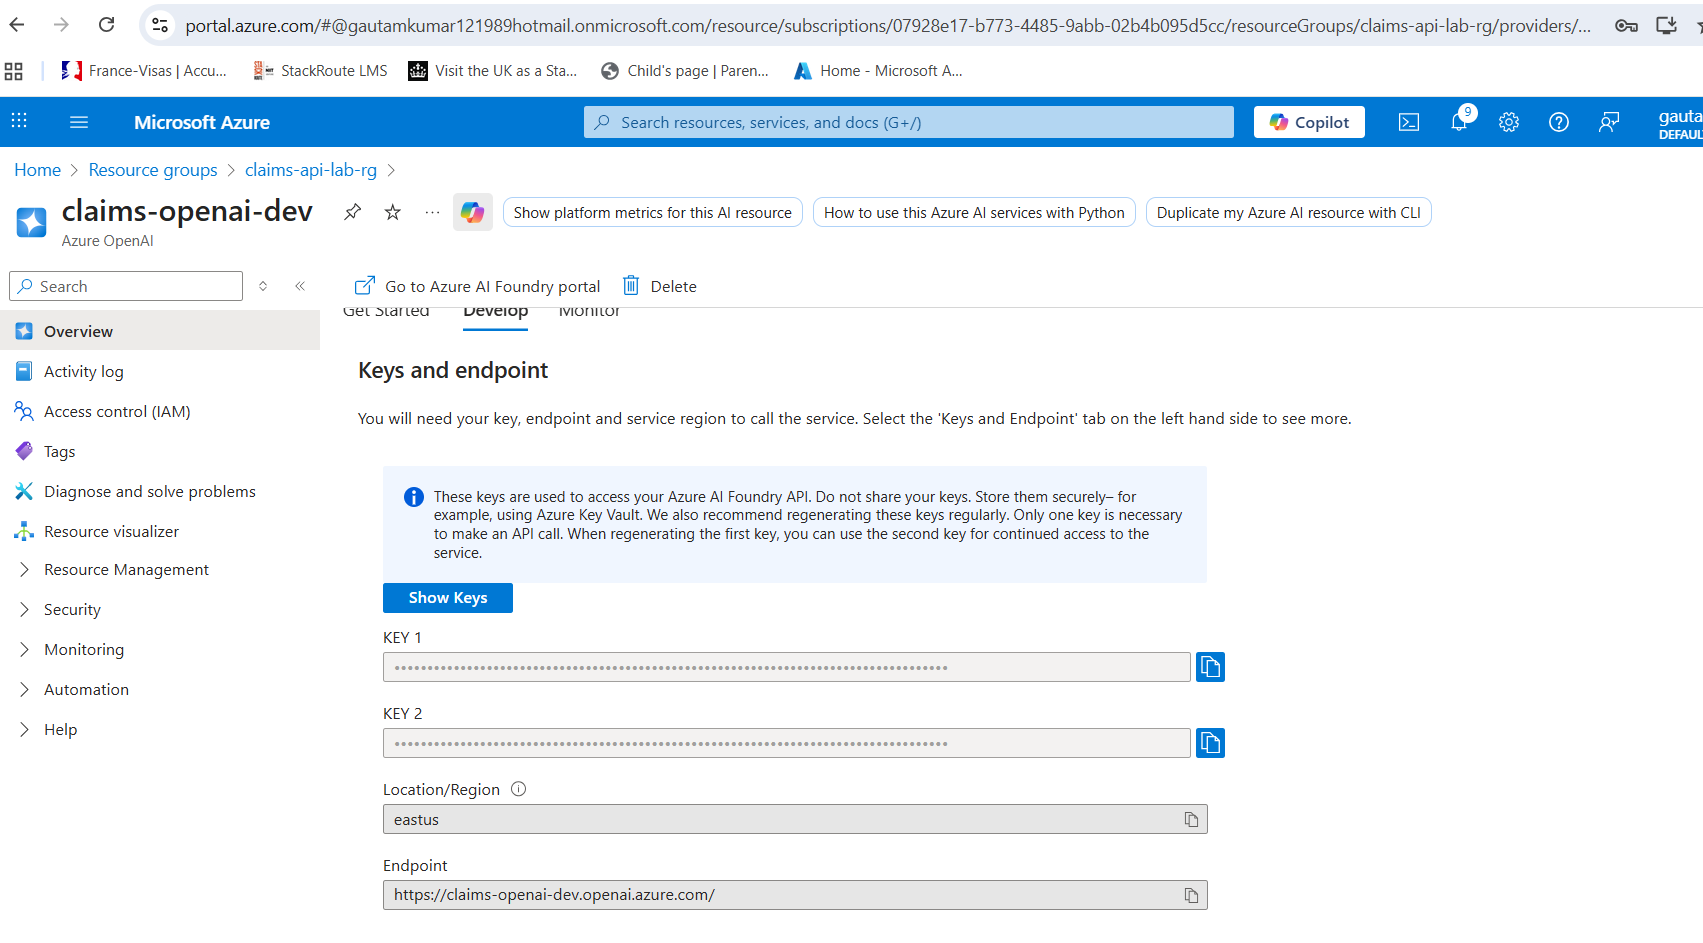 portal.azure.com/#@gautamkumar121989hotmail.onmicrosoft.com/resource/subscriptions/07928e17-b773-4485-9abb-02b4b095d5cc/resourceGroups/claims-api-lab-rg/providers/...
France-Visas | Accu...
StackRoute LMS
Visit the UK as a Sta...
Child's page | Paren...
Home - Microsoft A...
Microsoft Azure
Search resources, services, and docs (G+/)
Copilot
9
gauta
DEFAUL
Home > Resource groups > claims-api-lab-rg >
claims-openai-dev
Azure OpenAI
Show platform metrics for this AI resource
How to use this Azure AI services with Python
Duplicate my Azure AI resource with CLI
Search
Go to Azure AI Foundry portal
Delete
Get Started
Develop
Monitor
Overview
Activity log
Access control (IAM)
Tags
Diagnose and solve problems
Resource visualizer
Resource Management
Security
Monitoring
Automation
Help
Keys and endpoint
You will need your key, endpoint and service region to call the service. Select the 'Keys and Endpoint' tab on the left hand side to see more.
These keys are used to access your Azure AI Foundry API. Do not share your keys. Store them securely– for
example, using Azure Key Vault. We also recommend regenerating these keys regularly. Only one key is necessary
to make an API call. When regenerating the first key, you can use the second key for continued access to the
service.
Show Keys
KEY 1
KEY 2
Location/Region
eastus
Endpoint
https://claims-openai-dev.openai.azure.com/